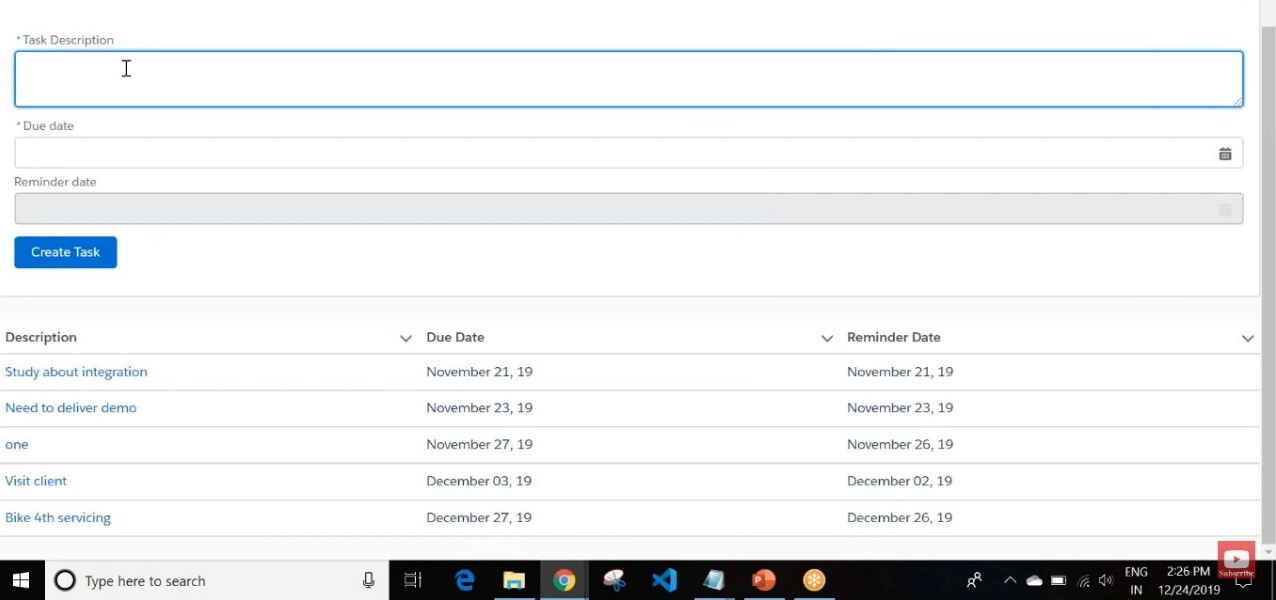 * Task Description
* Due date
Reminder date
Create Task
Description Due Date Reminder Date
Study about integration November 21, 19 November 21, 19
Need to deliver demo November 23, 19 November 23, 19
one November 27, 19 November 26, 19
Visit client December 03, 19 December 02, 19
Bike 4th servicing December 27, 19 December 26, 19
Type here to search
ENG
IN
2:26 PM
12/24/2019
Subscribe